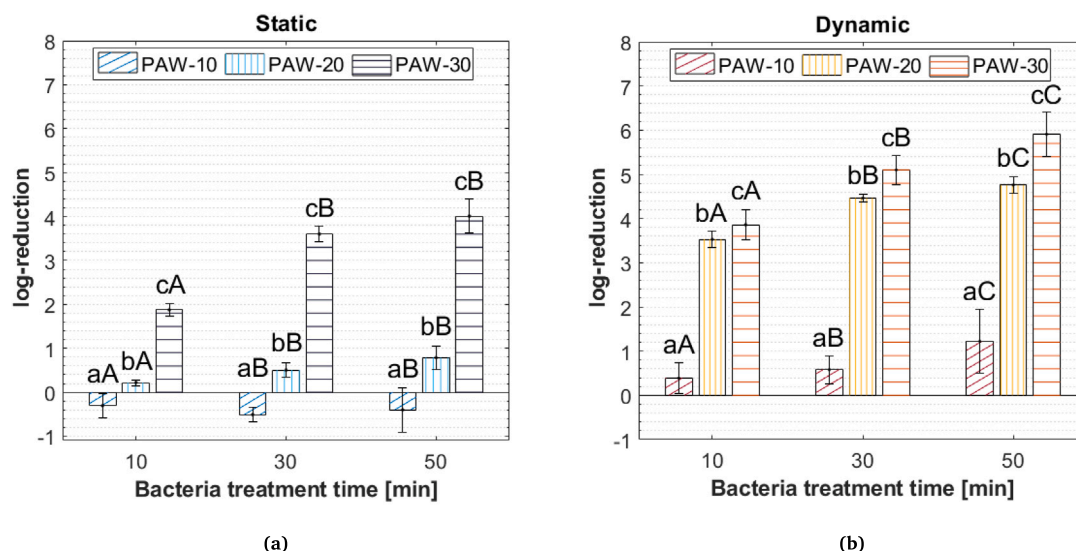 Static
PAW-10 PAW-20 PAW-30
8
7
6
5
4
3
2
1
0
-1
log-reduction
aA bA cA
aB bB cB
aB bB cB
10 30 50
Bacteria treatment time [min]
(a)
Dynamic
PAW-10 PAW-20 PAW-30
8
7
6
5
4
3
2
1
0
-1
log-reduction
aA bA cA
aB bB cB
aC bC cC
10 30 50
Bacteria treatment time [min]
(b)